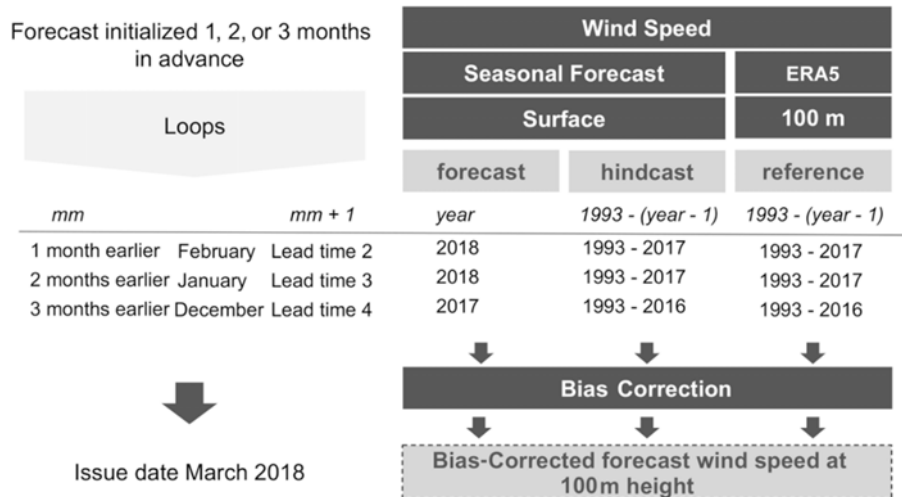 Forecast initialized 1, 2, or 3 months
in advance
Loops
Wind Speed
Seasonal Forecast ERA5
Surface 100 m
forecast hindcast reference
mm mm + 1 year 1993 - (year - 1) 1993 - (year - 1)
1 month earlier February Lead time 2 2018 1993 - 2017 1993 - 2017
2 months earlier January Lead time 3 2018 1993 - 2017 1993 - 2017
3 months earlier December Lead time 4 2017 1993 - 2016 1993 - 2016
Bias Correction
Issue date March 2018
Bias-Corrected forecast wind speed at
100m height